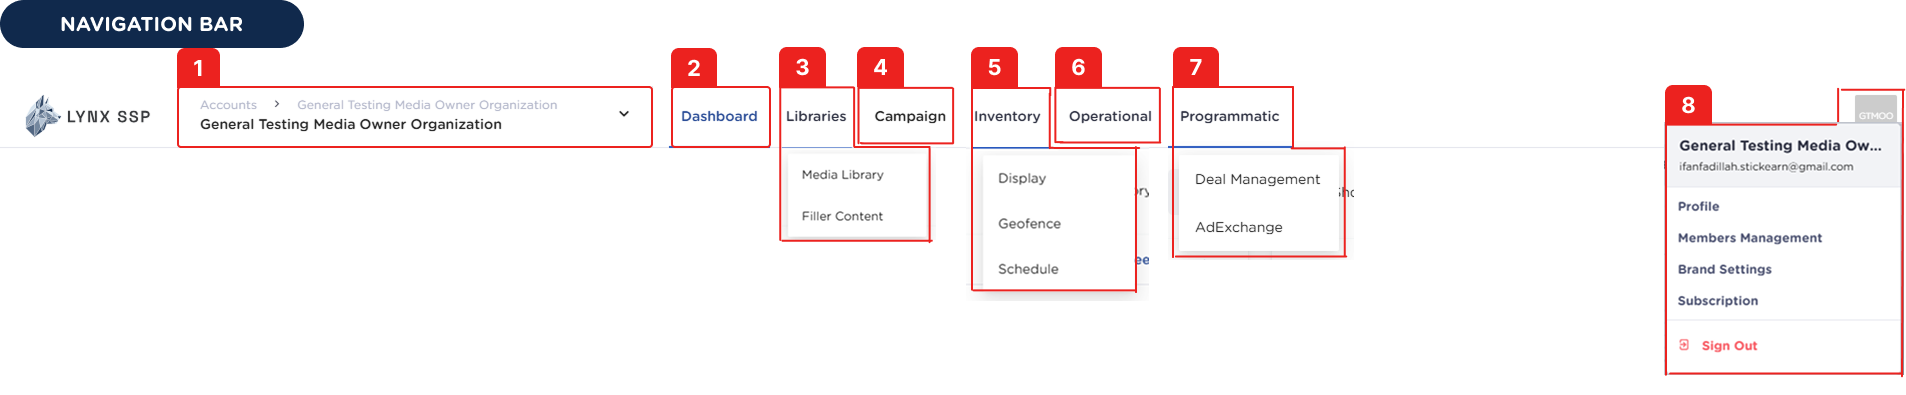 NAVIGATION BAR
1
2
3
4
5
6
7
8
LYNX SSP
Accounts > General Testing Media Owner Organization
General Testing Media Owner Organization
Dashboard
Libraries
Campaign
Inventory
Operational
Programmatic
GTMOO
Media Library
Filler Content
Display
Geofence
Schedule
Deal Management
AdExchange
General Testing Media Ow...
ifanfadillah.stickearn@gmail.com
Profile
Members Management
Brand Settings
Subscription
Sign Out